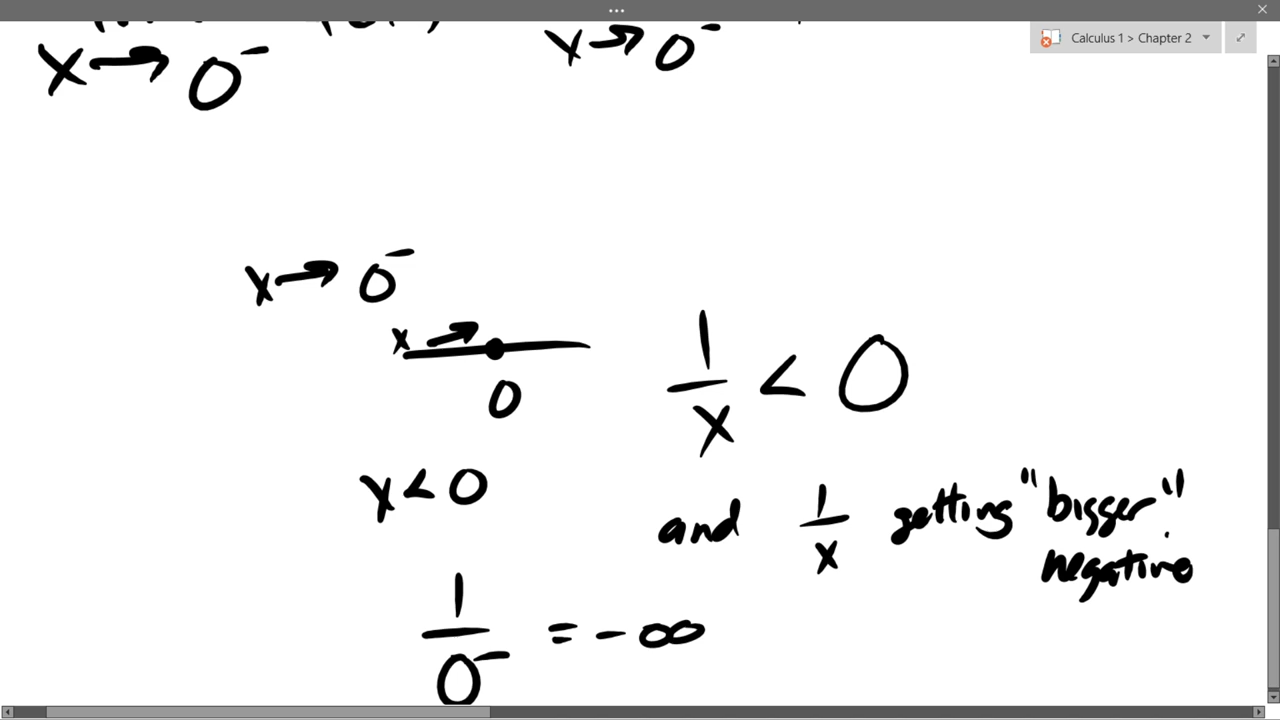 Calculus 1 > Chapter 2
x → 0⁻ x → 0⁻
x → 0⁻
x →
0
1/x < 0
x < 0
and 1/x getting "bigger"
negative
1/0⁻ = -∞